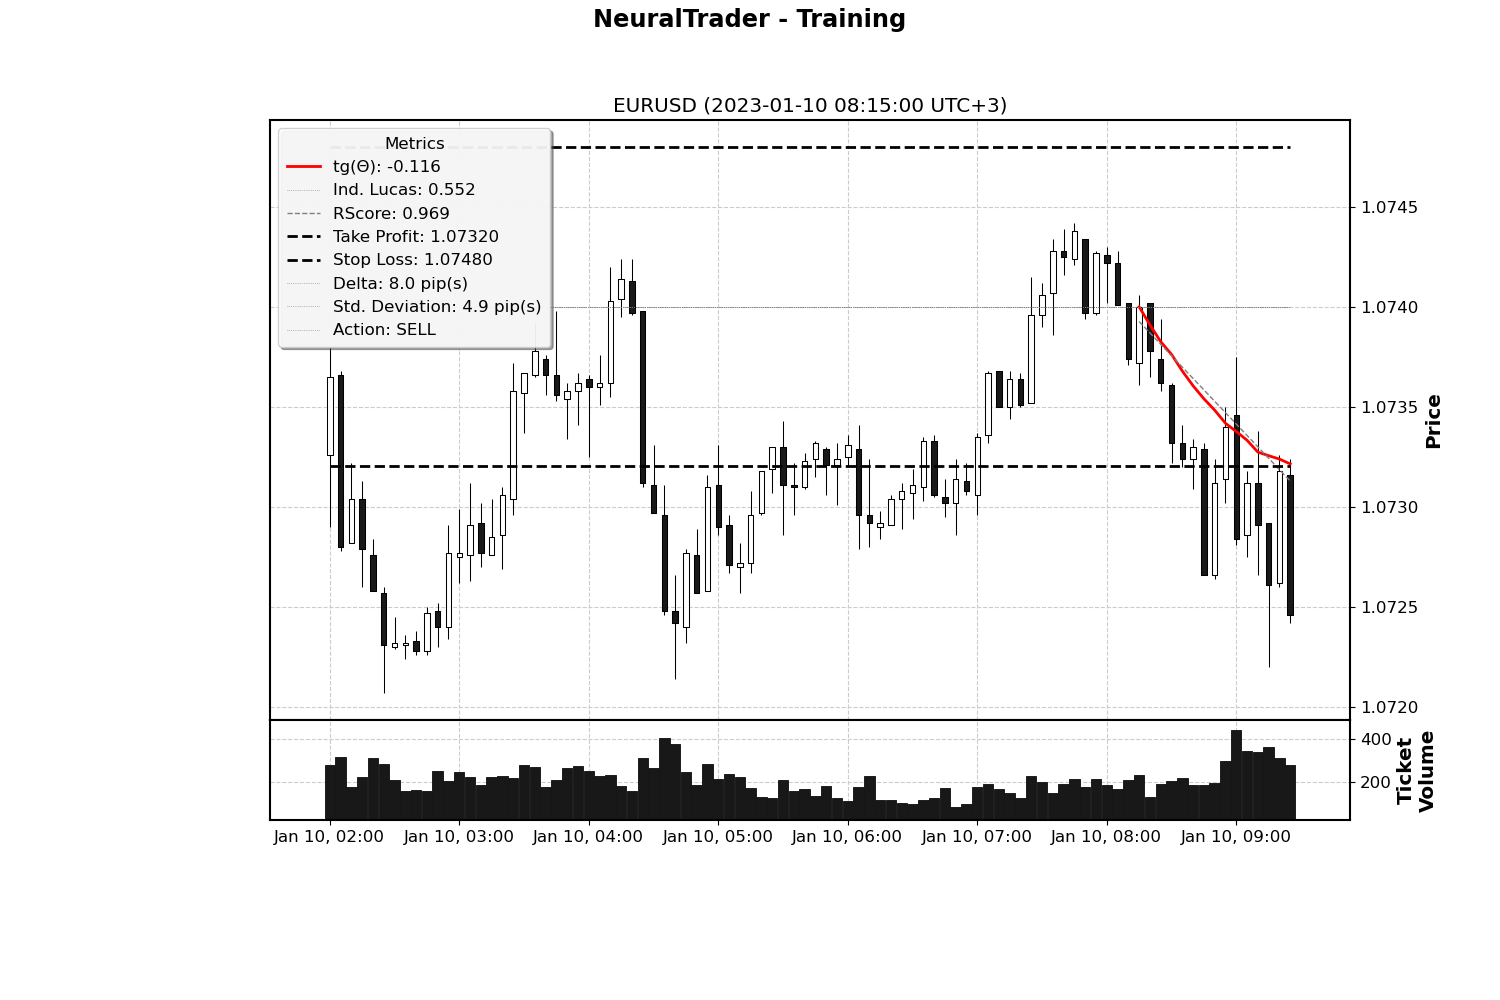 NeuralTrader - Training
EURUSD (2023-01-10 08:15:00 UTC+3)
Metrics
tg(Θ): -0.116
Ind. Lucas: 0.552
RScore: 0.969
Take Profit: 1.07320
Stop Loss: 1.07480
Delta: 8.0 pip(s)
Std. Deviation: 4.9 pip(s)
Action: SELL
1.0745
1.0740
1.0735
1.0730
1.0725
1.0720
Price
400
200
Ticket
Volume
Jan 10, 02:00 Jan 10, 03:00 Jan 10, 04:00 Jan 10, 05:00 Jan 10, 06:00 Jan 10, 07:00 Jan 10, 08:00 Jan 10, 09:00